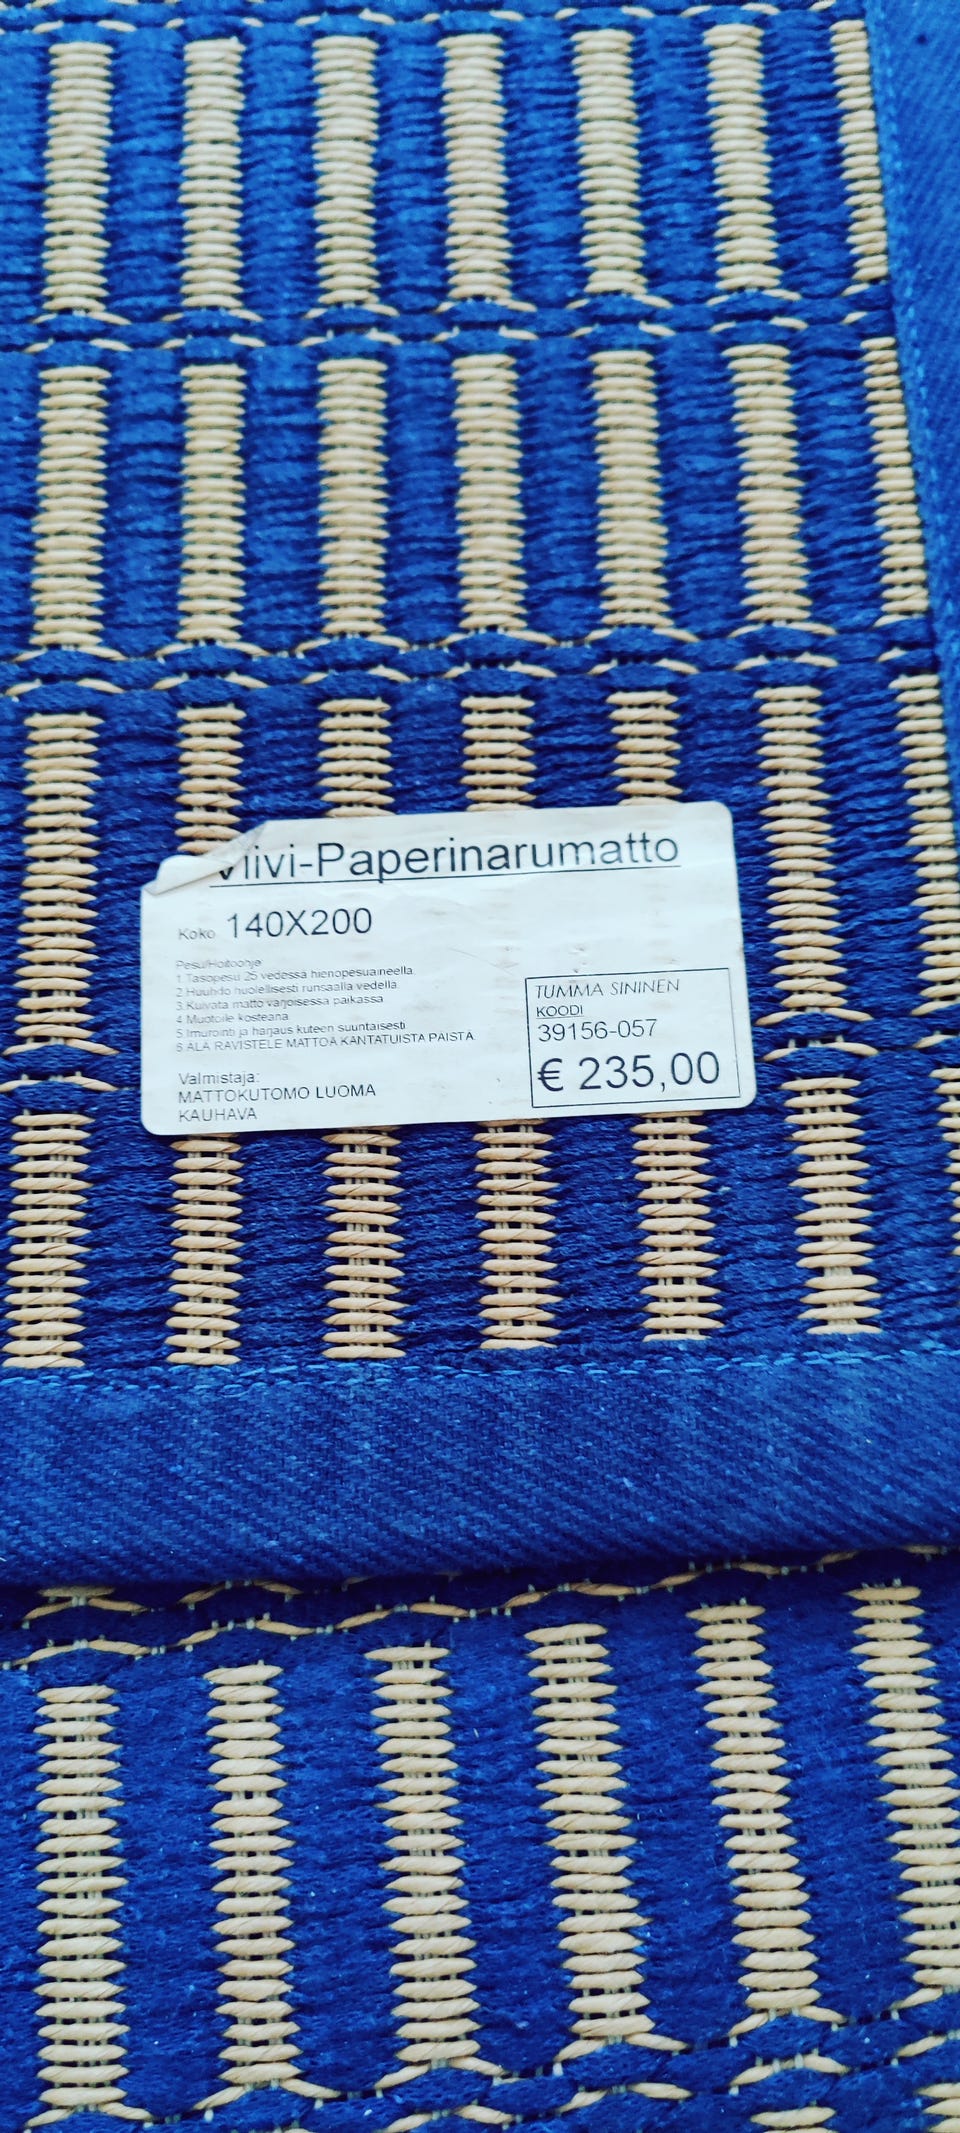 Viivi-Paperinarumatto
Koko 140X200
Pesu/Hoitoohje
1.Tasopesu 25 vedessä hienopesuaineella.
2.Huuhdo huolellisesti runsaalla vedellä.
3.Kuivata matto varjoisessa paikassa
4.Muotoile kosteana
5.Imurointi ja harjaus kuteen suuntaisesti
6.ÄLÄ RAVISTELE MATTOA KANTATUISTA PÄISTÄ.
Valmistaja:
MATTOKUTOMO LUOMA
KAUHAVA
TUMMA SININEN
KOODI
39156-057
€ 235,00